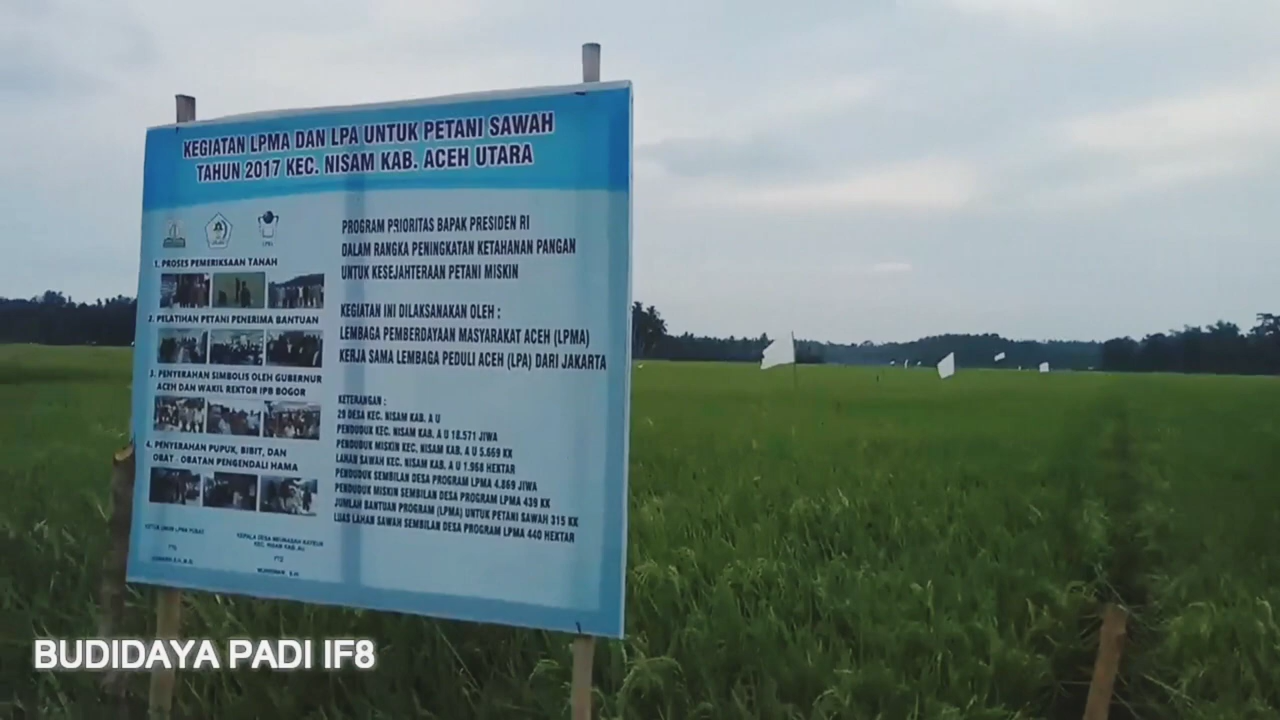 KEGIATAN LPMA DAN LPA UNTUK PETANI SAWAH
TAHUN 2017 KEC. NISAM KAB. ACEH UTARA
1. PROSES PEMERIKSAAN TANAH
2. PELATIHAN PETANI PENERIMA BANTUAN
3. PENYERAHAN SIMBOLIS OLEH GUBERNUR
ACEH DAN WAKIL REKTOR IPB BOGOR
4. PENYERAHAN PUPUK, BIBIT, DAN
OBAT - OBATAN PENGENDALI HAMA
KEPALA DESA MEUNASAH
KEC. NISAM KAB. AU
PROGRAM PRIORITAS BAPAK PRESIDEN RI
DALAM RANGKA PENINGKATAN KETAHANAN PANGAN
UNTUK KESEJAHTERAAN PETANI MISKIN
KEGIATAN INI DILAKSANAKAN OLEH :
LEMBAGA PEMBERDAYAAN MASYARAKAT ACEH (LPMA)
KERJA SAMA LEMBAGA PEDULI ACEH (LPA) DARI JAKARTA
KETERANGAN :
29 DESA KEC. NISAM KAB. A U
PENDUDUK KEC. NISAM KAB. A U 18.571 JIWA
PENDUDUK MISKIN KEC. NISAM KAB. A U 5.669 KK
LAHAN SAWAH KEC. NISAM KAB. A U 1.968 HEKTAR
PENDUDUK SEMBILAN DESA PROGRAM LPMA 4.869 JIWA
PENDUDUK MISKIN SEMBILAN DESA PROGRAM LPMA 439 KK
JUMLAH BANTUAN PROGRAM (LPMA) UNTUK PETANI SAWAH 315 KK
LUAS LAHAN SAWAH SEMBILAN DESA PROGRAM LPMA 440 HEKTAR
BUDIDAYA PADI IF8